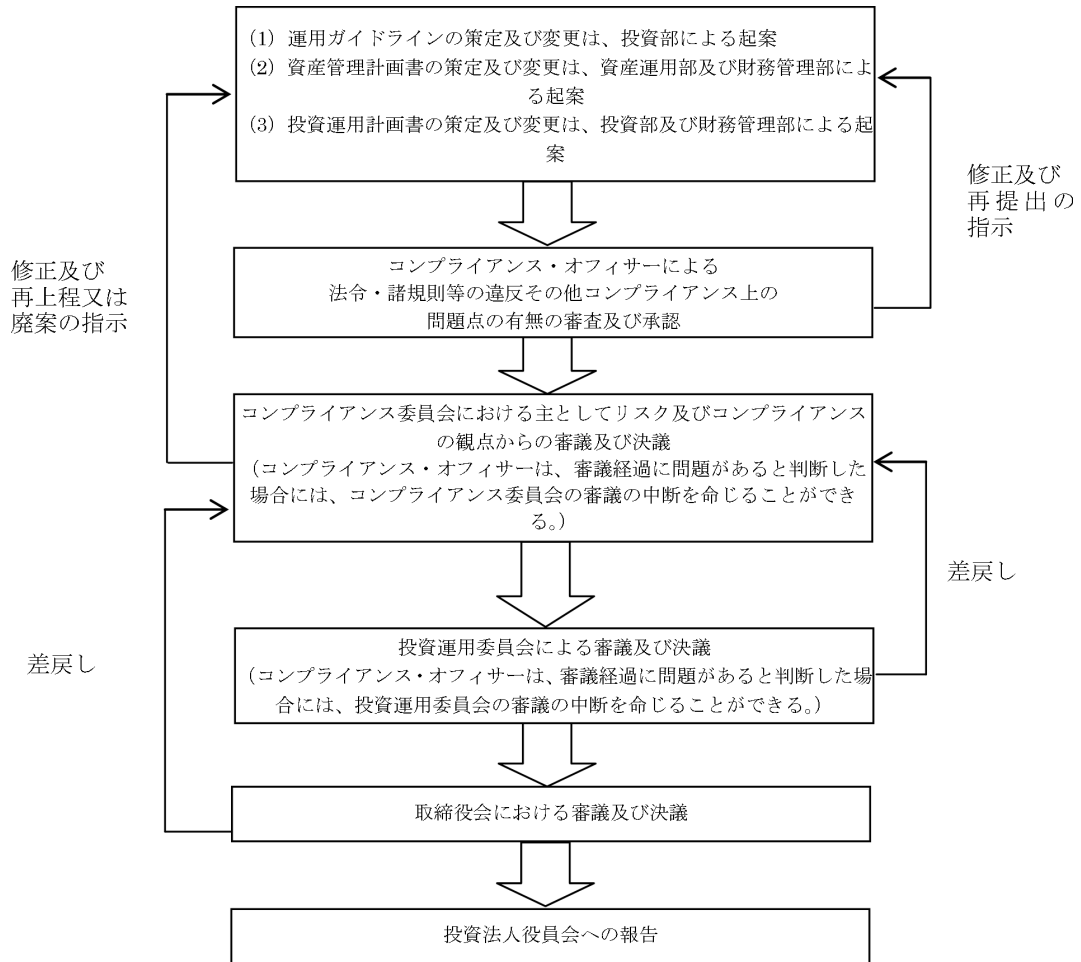 (1) 運用ガイドラインの策定及び変更は、投資部による起案
(2) 資産管理計画書の策定及び変更は、資産運用部及び財務管理部によ
る起案
(3) 投資運用計画書の策定及び変更は、投資部及び財務管理部による起
案
修正及び
再提出の
指示
コンプライアンス・オフィサーによる
法令・諸規則等の違反その他コンプライアンス上の
問題点の有無の審査及び承認
修正及び
再上程又は
廃案の指示
コンプライアンス委員会における主としてリスク及びコンプライアンス
の観点からの審議及び決議
（コンプライアンス・オフィサーは、審議経過に問題があると判断した
場合には、コンプライアンス委員会の審議の中断を命じることができ
る。）
差戻し
投資運用委員会による審議及び決議
（コンプライアンス・オフィサーは、審議経過に問題があると判断した場
合には、投資運用委員会の審議の中断を命じることができる。）
差戻し
取締役会における審議及び決議
投資法人役員会への報告